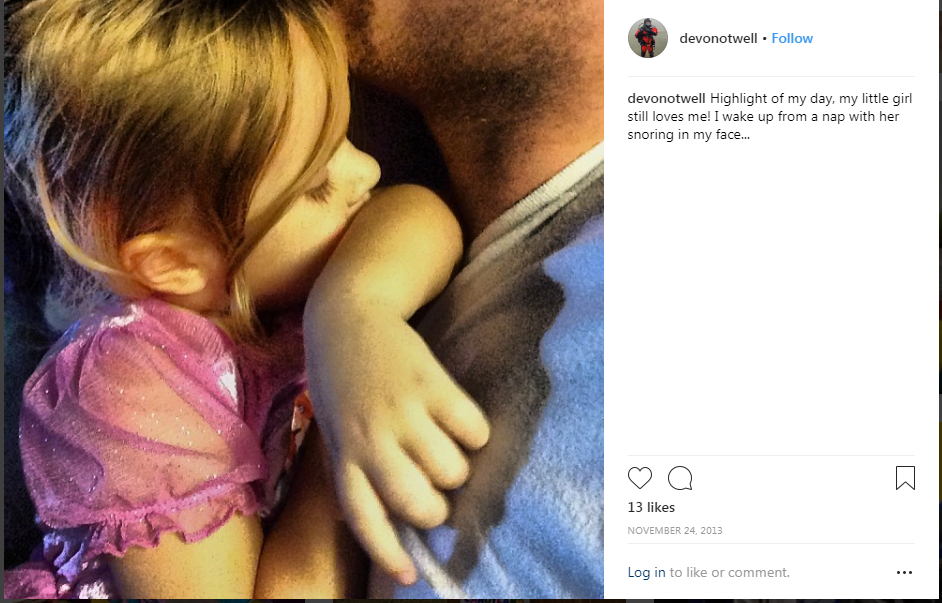 devonotwell • Follow
devonotwell Highlight of my day, my little girl
still loves me! I wake up from a nap with her
snoring in my face...
13 likes
NOVEMBER 24, 2013
Log in to like or comment.